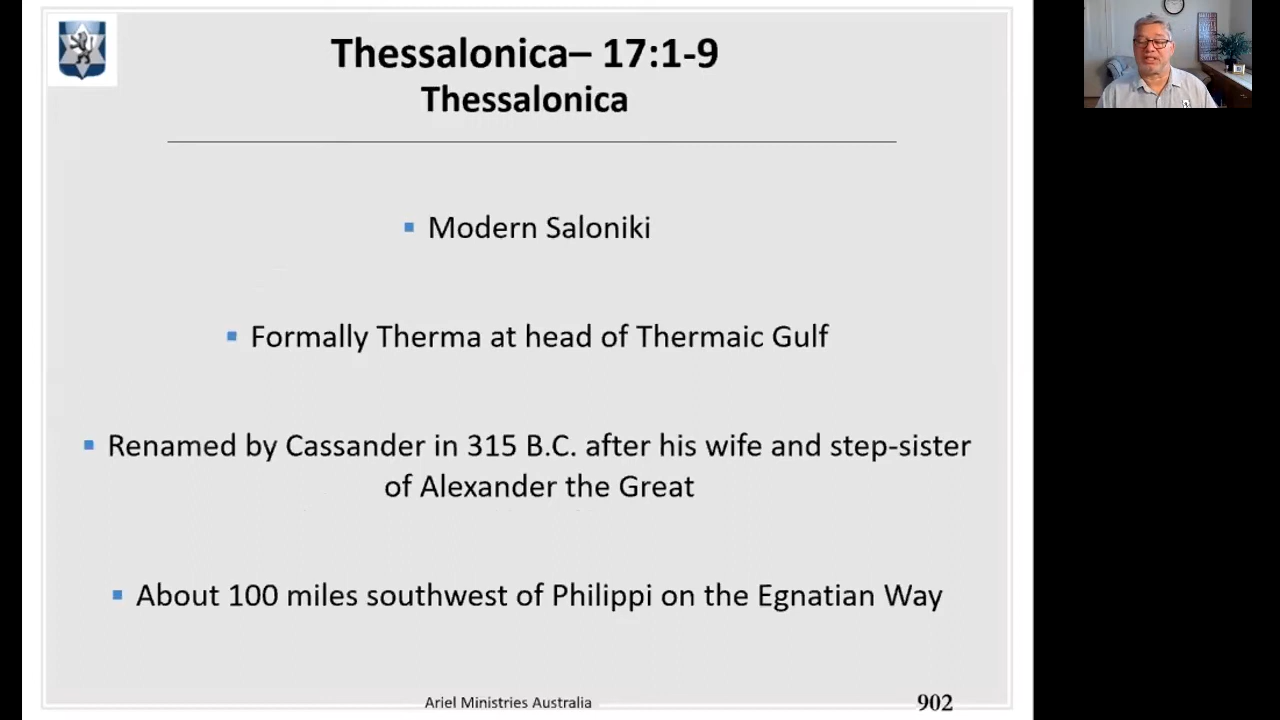 Thessalonica– 17:1-9
Thessalonica
▪ Modern Saloniki
▪ Formally Therma at head of Thermaic Gulf
▪ Renamed by Cassander in 315 B.C. after his wife and step-sister
of Alexander the Great
▪ About 100 miles southwest of Philippi on the Egnatian Way
Ariel Ministries Australia
902